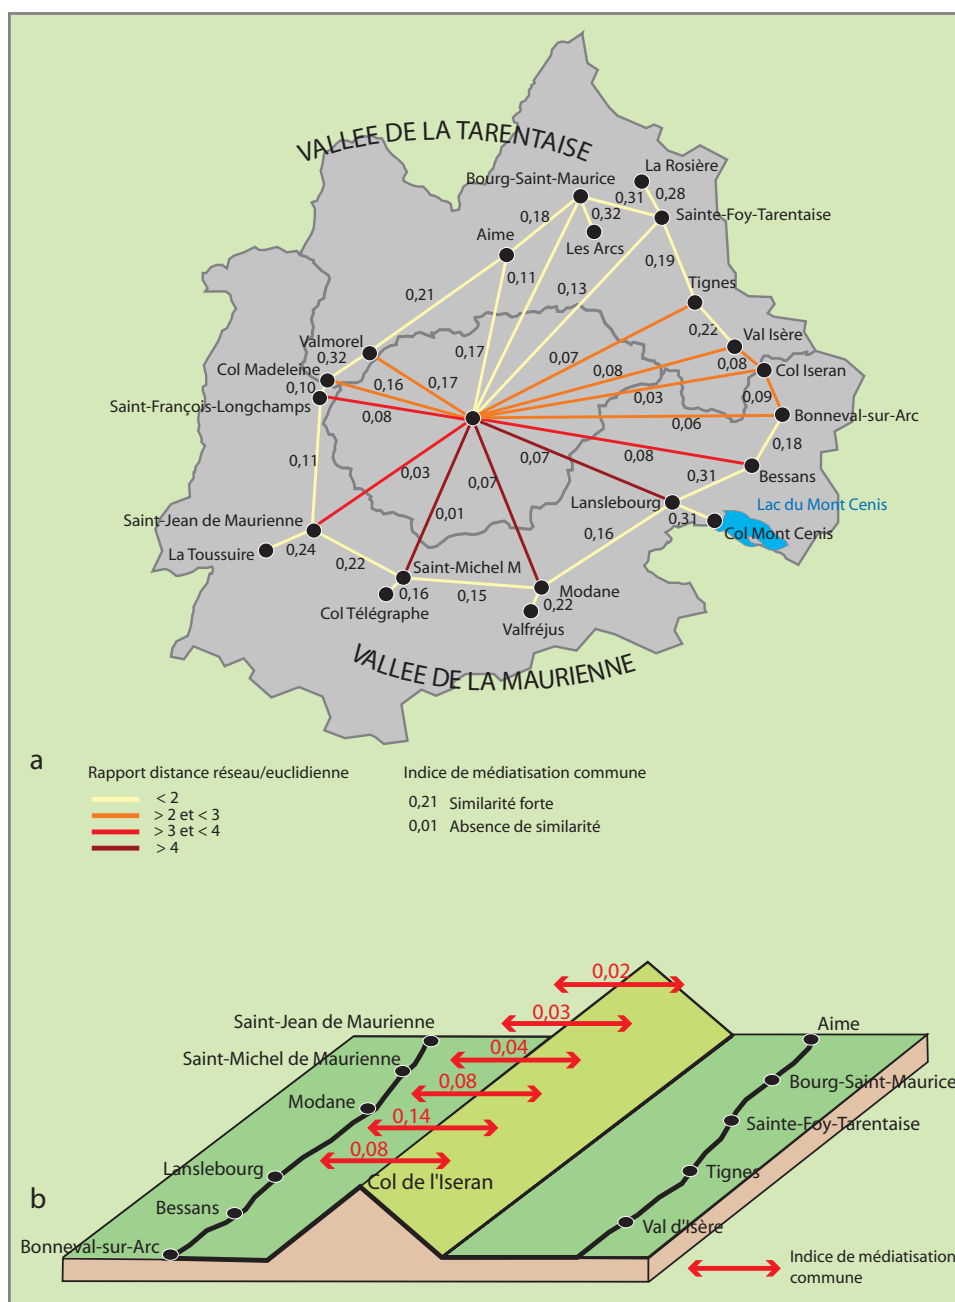 VALLEE DE LA TARENTAISE
La Rosière
Bourg-Saint-Maurice
0,31
0,28
0,18
0,32
Sainte-Foy-Tarentaise
Aime
Les Arcs
0,11
0,13
0,19
Tignes
0,21
0,22
Val Isère
Valmorel
0,17
0,07
0,08
0,08
Col Iseran
0,32
Col Madeleine
0,10
0,16
0,17
0,03
0,09
Saint-François-Longchamps
0,08
0,06
Bonneval-sur-Arc
0,18
0,11
0,03
0,07
0,07
0,08
Bessans
0,31
Lanslebourg
Lac du Mont Cenis
0,01
0,31
Col Mont Cenis
Saint-Jean de Maurienne
0,16
La Toussuire
0,24
0,22
Saint-Michel M
0,16
0,15
Modane
Col Télégraphe
0,22
Valfréjus
VALLEE DE LA MAURIENNE
a
Rapport distance réseau/euclidienne
< 2
> 2 et < 3
> 3 et < 4
> 4
Indice de médiatisation commune
0,21 Similarité forte
0,01 Absence de similarité
0,02
0,03
0,04
0,08
0,14
0,08
Saint-Jean de Maurienne
Saint-Michel de Maurienne
Modane
Lanslebourg
Bessans
Bonneval-sur-Arc
Col de l'Iseran
Aime
Bourg-Saint-Maurice
Sainte-Foy-Tarentaise
Tignes
Val d'Isère
b
Indice de médiatisation
commune